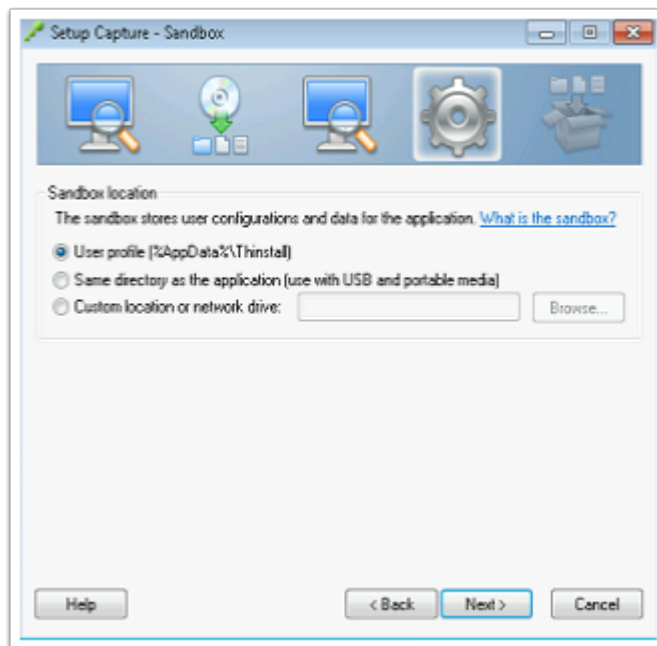 Setup Capture - Sandbox
Sandbox location
The sandbox stores user configurations and data for the application. What is the sandbox?
User profile (%AppData%\Thinstall)
Same directory as the application (use with USB and portable media)
Custom location or network drive: Browse...
Help < Back Next > Cancel